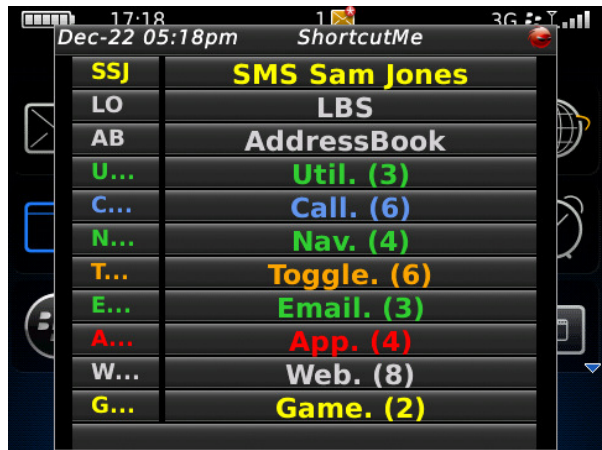 17:18 1 3G
Dec-22 05:18pm ShortcutMe
SSJ SMS Sam Jones
LO LBS
AB AddressBook
U... Util. (3)
C... Call. (6)
N... Nav. (4)
T... Toggle. (6)
E... Email. (3)
A... App. (4)
W... Web. (8)
G... Game. (2)